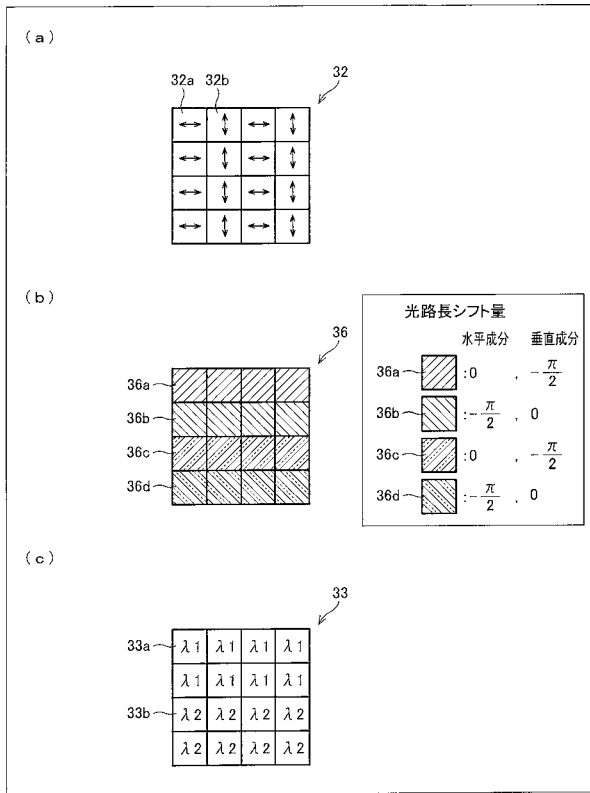 (a)
32a 32b 32
(b)
36
36a
36b
36c
36d
光路長シフト量
水平成分 垂直成分
36a :0 , -π/2
36b :-π/2 , 0
36c :0 , -π/2
36d :-π/2 , 0
(c)
33
33a λ1 λ1 λ1 λ1
λ1 λ1 λ1 λ1
33b λ2 λ2 λ2 λ2
λ2 λ2 λ2 λ2